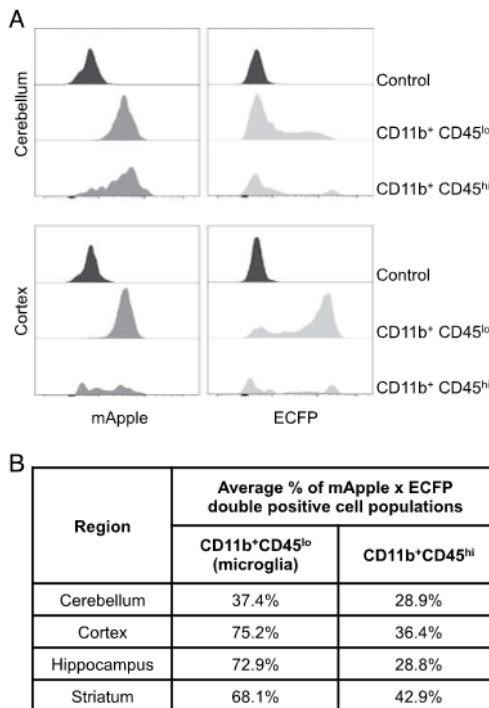 A
Cerebellum
Control
CD11b⁺ CD45ˡᵒ
CD11b⁺ CD45ʰⁱ
Cortex
Control
CD11b⁺ CD45ˡᵒ
CD11b⁺ CD45ʰⁱ
mApple ECFP
B
Region
Average % of mApple x ECFP
double positive cell populations
CD11b⁺CD45ˡᵒ
(microglia)
CD11b⁺CD45ʰⁱ
Cerebellum 37.4% 28.9%
Cortex 75.2% 36.4%
Hippocampus 72.9% 28.8%
Striatum 68.1% 42.9%